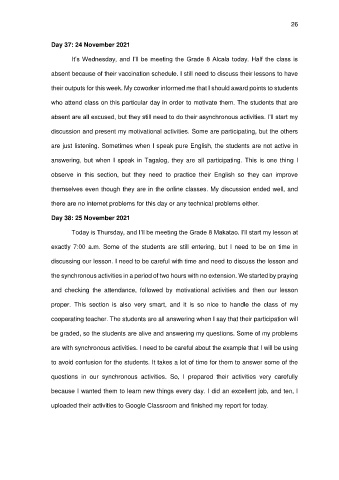 26
Day 37: 24 November 2021
It's Wednesday, and I'll be meeting the Grade 8 Alcala today. Half the class is
absent because of their vaccination schedule. I still need to discuss their lessons to have
their outputs for this week. My coworker informed me that I should award points to students
who attend class on this particular day in order to motivate them. The students that are
absent are all excused, but they still need to do their asynchronous activities. I'll start my
discussion and present my motivational activities. Some are participating, but the others
are just listening. Sometimes when I speak pure English, the students are not active in
answering, but when I speak in Tagalog, they are all participating. This is one thing I
observe in this section, but they need to practice their English so they can improve
themselves even though they are in the online classes. My discussion ended well, and
there are no internet problems for this day or any technical problems either.
Day 38: 25 November 2021
Today is Thursday, and I'll be meeting the Grade 8 Makatao. I'll start my lesson at
exactly 7:00 a.m. Some of the students are still entering, but I need to be on time in
discussing our lesson. I need to be careful with time and need to discuss the lesson and
the synchronous activities in a period of two hours with no extension. We started by praying
and checking the attendance, followed by motivational activities and then our lesson
proper. This section is also very smart, and it is so nice to handle the class of my
cooperating teacher. The students are all answering when I say that their participation will
be graded, so the students are alive and answering my questions. Some of my problems
are with synchronous activities. I need to be careful about the example that I will be using
to avoid confusion for the students. It takes a lot of time for them to answer some of the
questions in our synchronous activities. So, I prepared their activities very carefully
because I wanted them to learn new things every day. I did an excellent job, and ten, I
uploaded their activities to Google Classroom and finished my report for today.